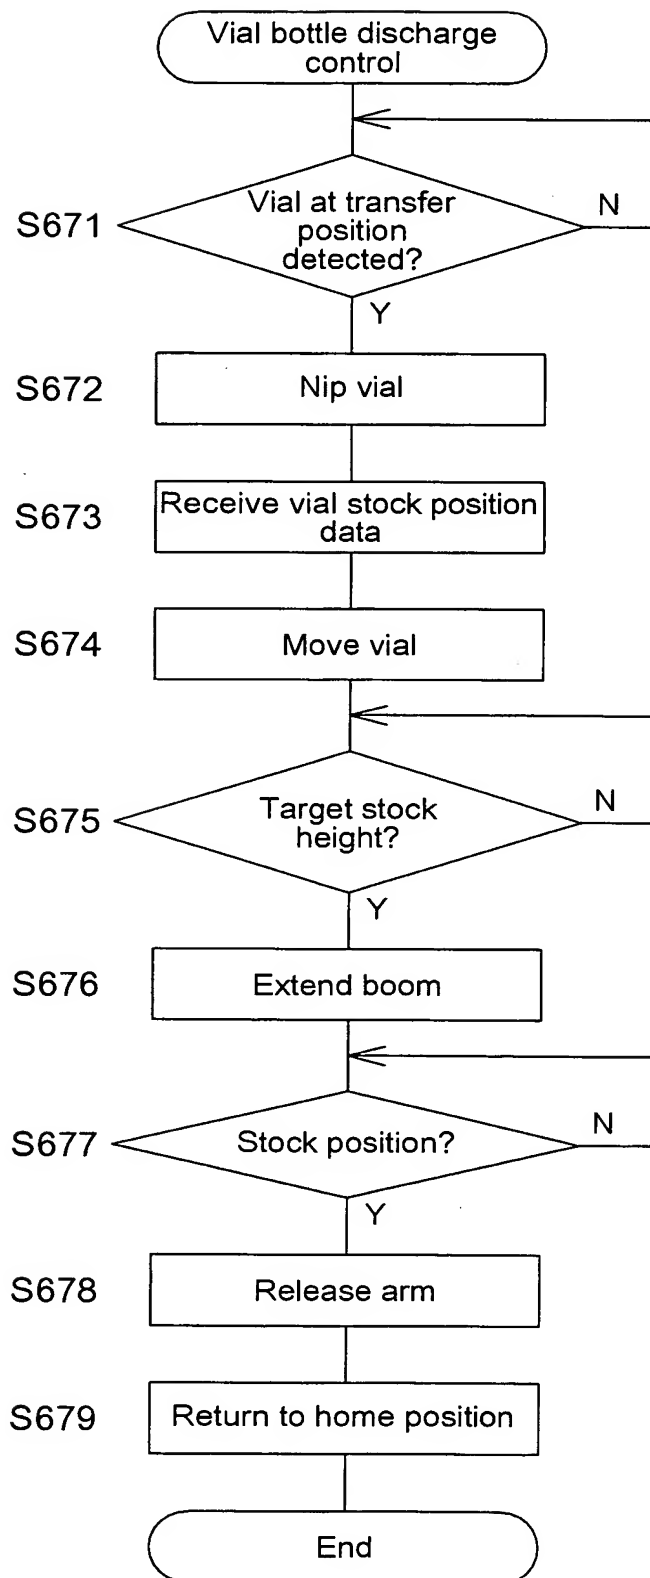 Vial bottle discharge
control
S671
Vial at transfer
position
detected?
N
Y
S672
Nip vial
S673
Receive vial stock position
data
S674
Move vial
S675
Target stock
height?
N
Y
S676
Extend boom
S677
Stock position?
N
Y
S678
Release arm
S679
Return to home position
End